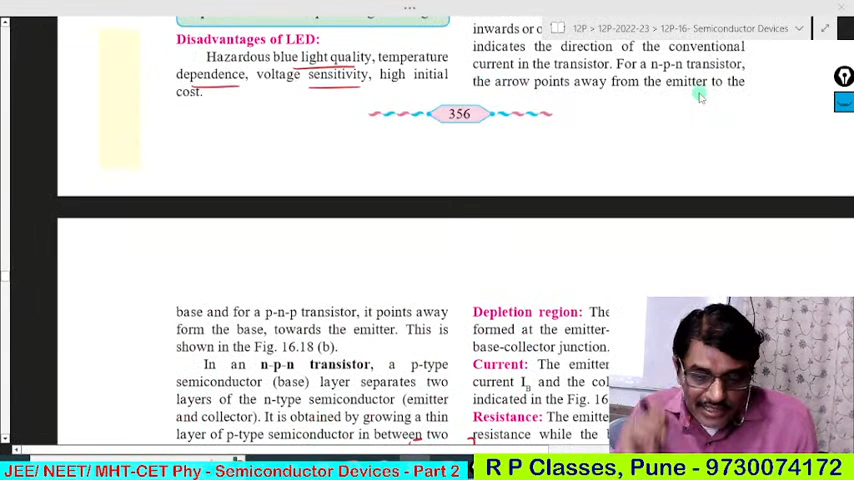 12P > 12P-2022-23 > 12P-16- Semiconductor Devices
Disadvantages of LED:
Hazardous blue light quality, temperature
dependence, voltage sensitivity, high initial
cost.
inwards or o
indicates the direction of the conventional
current in the transistor. For a n-p-n transistor,
the arrow points away from the emitter to the
356
base and for a p-n-p transistor, it points away
form the base, towards the emitter. This is
shown in the Fig. 16.18 (b).
In an n-p-n transistor, a p-type
semiconductor (base) layer separates two
layers of the n-type semiconductor (emitter
and collector). It is obtained by growing a thin
layer of p-type semiconductor in between two
Depletion region: The
formed at the emitter-
base-collector junction.
Current: The emitter
current I_B and the col
indicated in the Fig. 16
Resistance: The emitte
resistance while the
JEE/ NEET/ MHT-CET Phy - Semiconductor Devices - Part 2
R P Classes, Pune - 9730074172